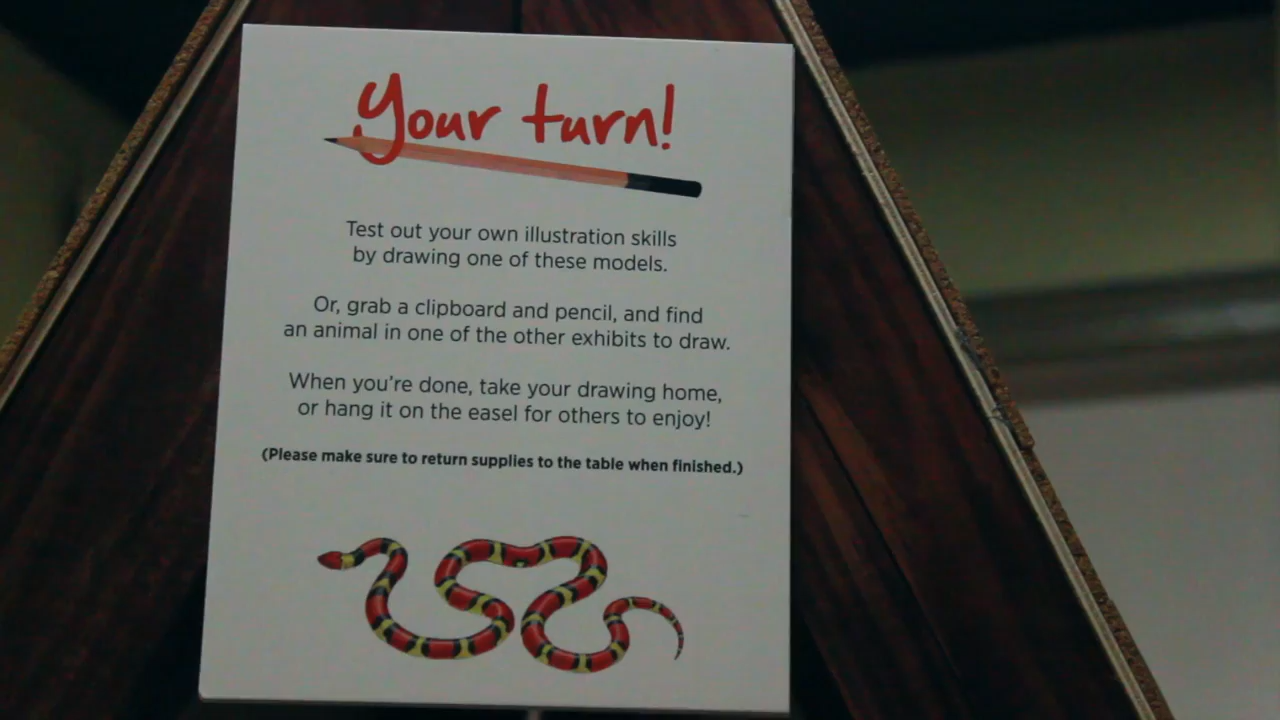 Your turn!
Test out your own illustration skills
by drawing one of these models.
Or, grab a clipboard and pencil, and find
an animal in one of the other exhibits to draw.
When you're done, take your drawing home,
or hang it on the easel for others to enjoy!
(Please make sure to return supplies to the table when finished.)